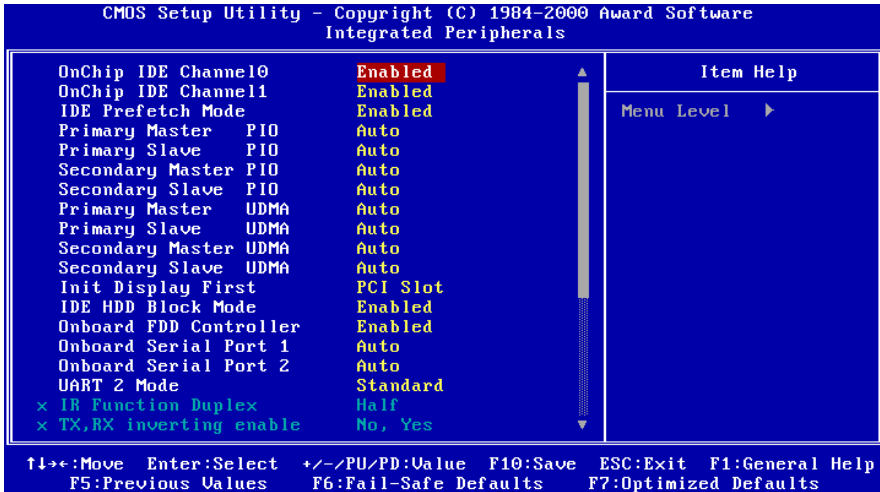 CMOS Setup Utility - Copyright (C) 1984-2000 Award Software
Integrated Peripherals
OnChip IDE Channel0 Enabled
OnChip IDE Channel1 Enabled
IDE Prefetch Mode Enabled
Primary Master PIO Auto
Primary Slave PIO Auto
Secondary Master PIO Auto
Secondary Slave PIO Auto
Primary Master UDMA Auto
Primary Slave UDMA Auto
Secondary Master UDMA Auto
Secondary Slave UDMA Auto
Init Display First PCI Slot
IDE HDD Block Mode Enabled
Onboard FDD Controller Enabled
Onboard Serial Port 1 Auto
Onboard Serial Port 2 Auto
UART 2 Mode Standard
x IR Function Duplex Half
x TX,RX inverting enable No, Yes
Item Help
Menu Level ▶
↑↓→←:Move Enter:Select +/-/PU/PD:Value F10:Save ESC:Exit F1:General Help
F5:Previous Values F6:Fail-Safe Defaults F7:Optimized Defaults